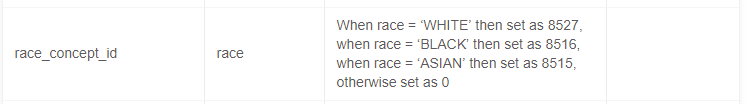 race_concept_id
race
When race = ‘WHITE’ then set as 8527,
when race = ‘BLACK’ then set as 8516,
when race = ‘ASIAN’ then set as 8515,
otherwise set as 0